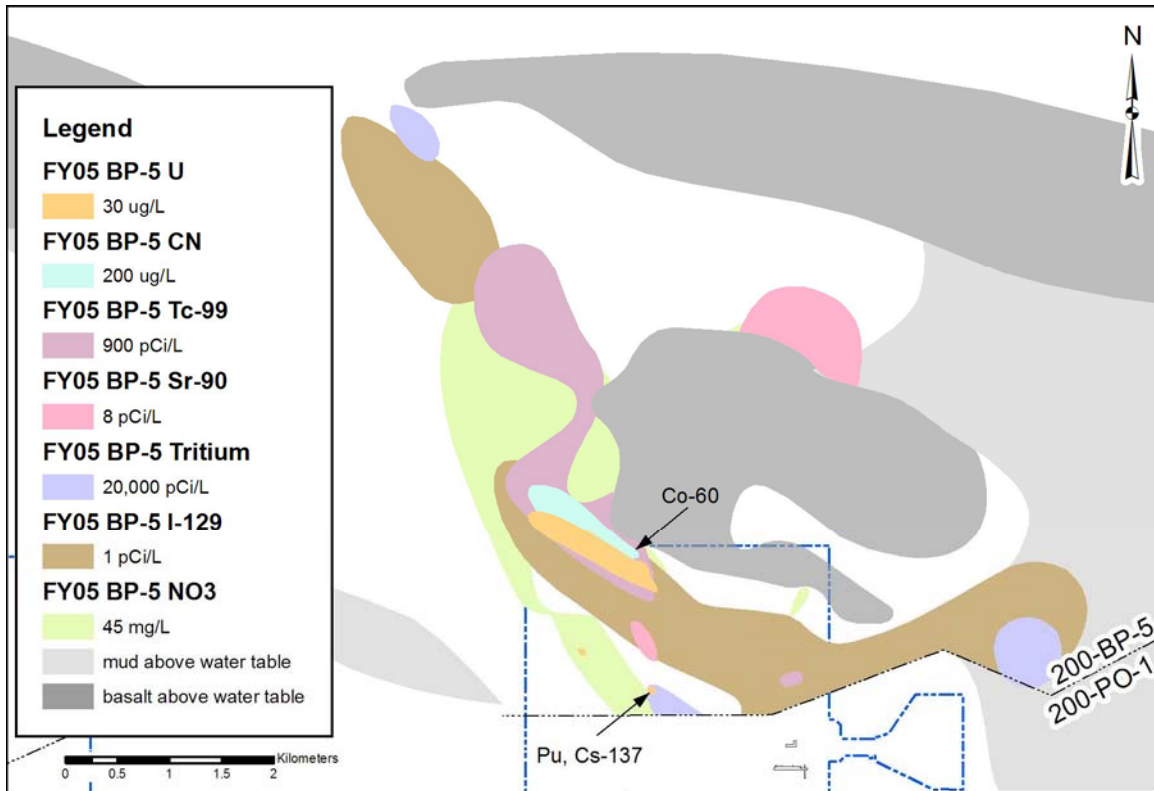 N
Legend
FY05 BP-5 U
30 ug/L
FY05 BP-5 CN
200 ug/L
FY05 BP-5 Tc-99
900 pCi/L
FY05 BP-5 Sr-90
8 pCi/L
FY05 BP-5 Tritium
20,000 pCi/L
FY05 BP-5 I-129
1 pCi/L
FY05 BP-5 NO3
45 mg/L
mud above water table
basalt above water table
Kilometers
0 0.5 1 2
Co-60
Pu, Cs-137
200-BP-5
200-PO-1